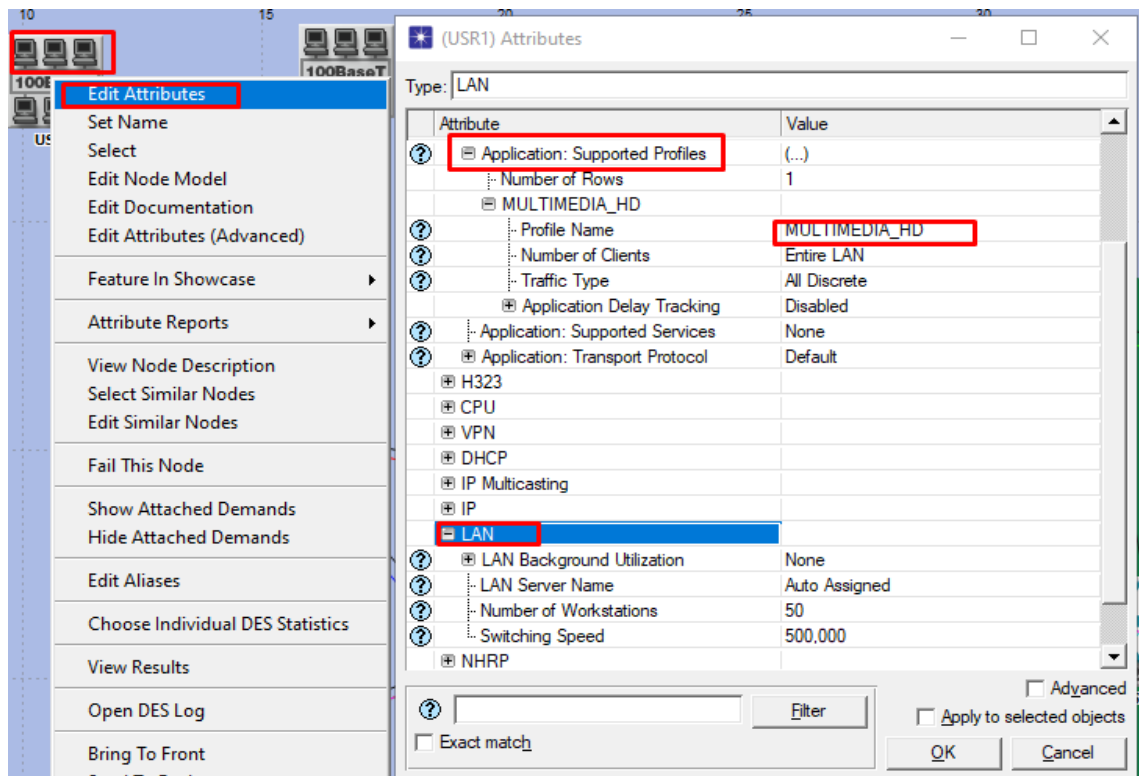 10 15 20 25 30
100BaseT
Edit Attributes
Set Name
Select
Edit Node Model
Edit Documentation
Edit Attributes (Advanced)
Feature In Showcase
Attribute Reports
View Node Description
Select Similar Nodes
Edit Similar Nodes
Fail This Node
Show Attached Demands
Hide Attached Demands
Edit Aliases
Choose Individual DES Statistics
View Results
Open DES Log
Bring To Front
(USR1) Attributes
Type: LAN
Attribute Value
Application: Supported Profiles (...)
Number of Rows 1
MULTIMEDIA_HD
Profile Name MULTIMEDIA_HD
Number of Clients Entire LAN
Traffic Type All Discrete
Application Delay Tracking Disabled
Application: Supported Services None
Application: Transport Protocol Default
H323
CPU
VPN
DHCP
IP Multicasting
IP
LAN
LAN Background Utilization None
LAN Server Name Auto Assigned
Number of Workstations 50
Switching Speed 500,000
NHRP
Advanced
Filter
Apply to selected objects
Exact match
OK Cancel